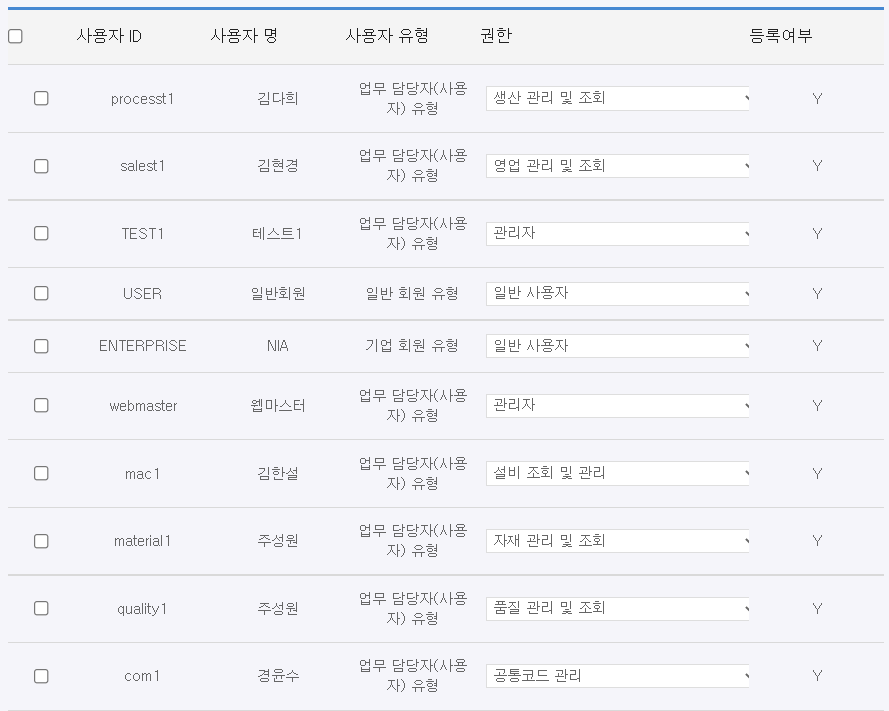 사용자 ID 사용자 명 사용자 유형 권한 등록여부
processt1 김다희 업무 담당자(사용자) 유형 생산 관리 및 조회 Y
salest1 김현경 업무 담당자(사용자) 유형 영업 관리 및 조회 Y
TEST1 테스트1 업무 담당자(사용자) 유형 관리자 Y
USER 일반회원 일반 회원 유형 일반 사용자 Y
ENTERPRISE NIA 기업 회원 유형 일반 사용자 Y
webmaster 웹마스터 업무 담당자(사용자) 유형 관리자 Y
mac1 김한설 업무 담당자(사용자) 유형 설비 조회 및 관리 Y
material1 주성원 업무 담당자(사용자) 유형 자재 관리 및 조회 Y
quality1 주성원 업무 담당자(사용자) 유형 품질 관리 및 조회 Y
com1 경윤수 업무 담당자(사용자) 유형 공통코드 관리 Y